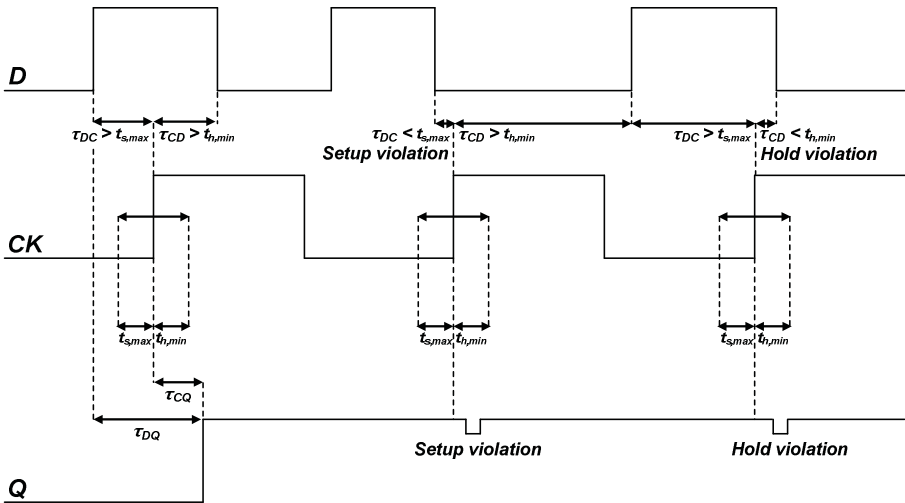 D
τDC > ts,max
τCD > th,min
τDC < ts,max
τCD > th,min
τDC > ts,max
τCD < th,min
Setup violation
Hold violation
CK
ts,max
th,min
ts,max
th,min
ts,max
th,min
τCQ
τDQ
Setup violation
Hold violation
Q